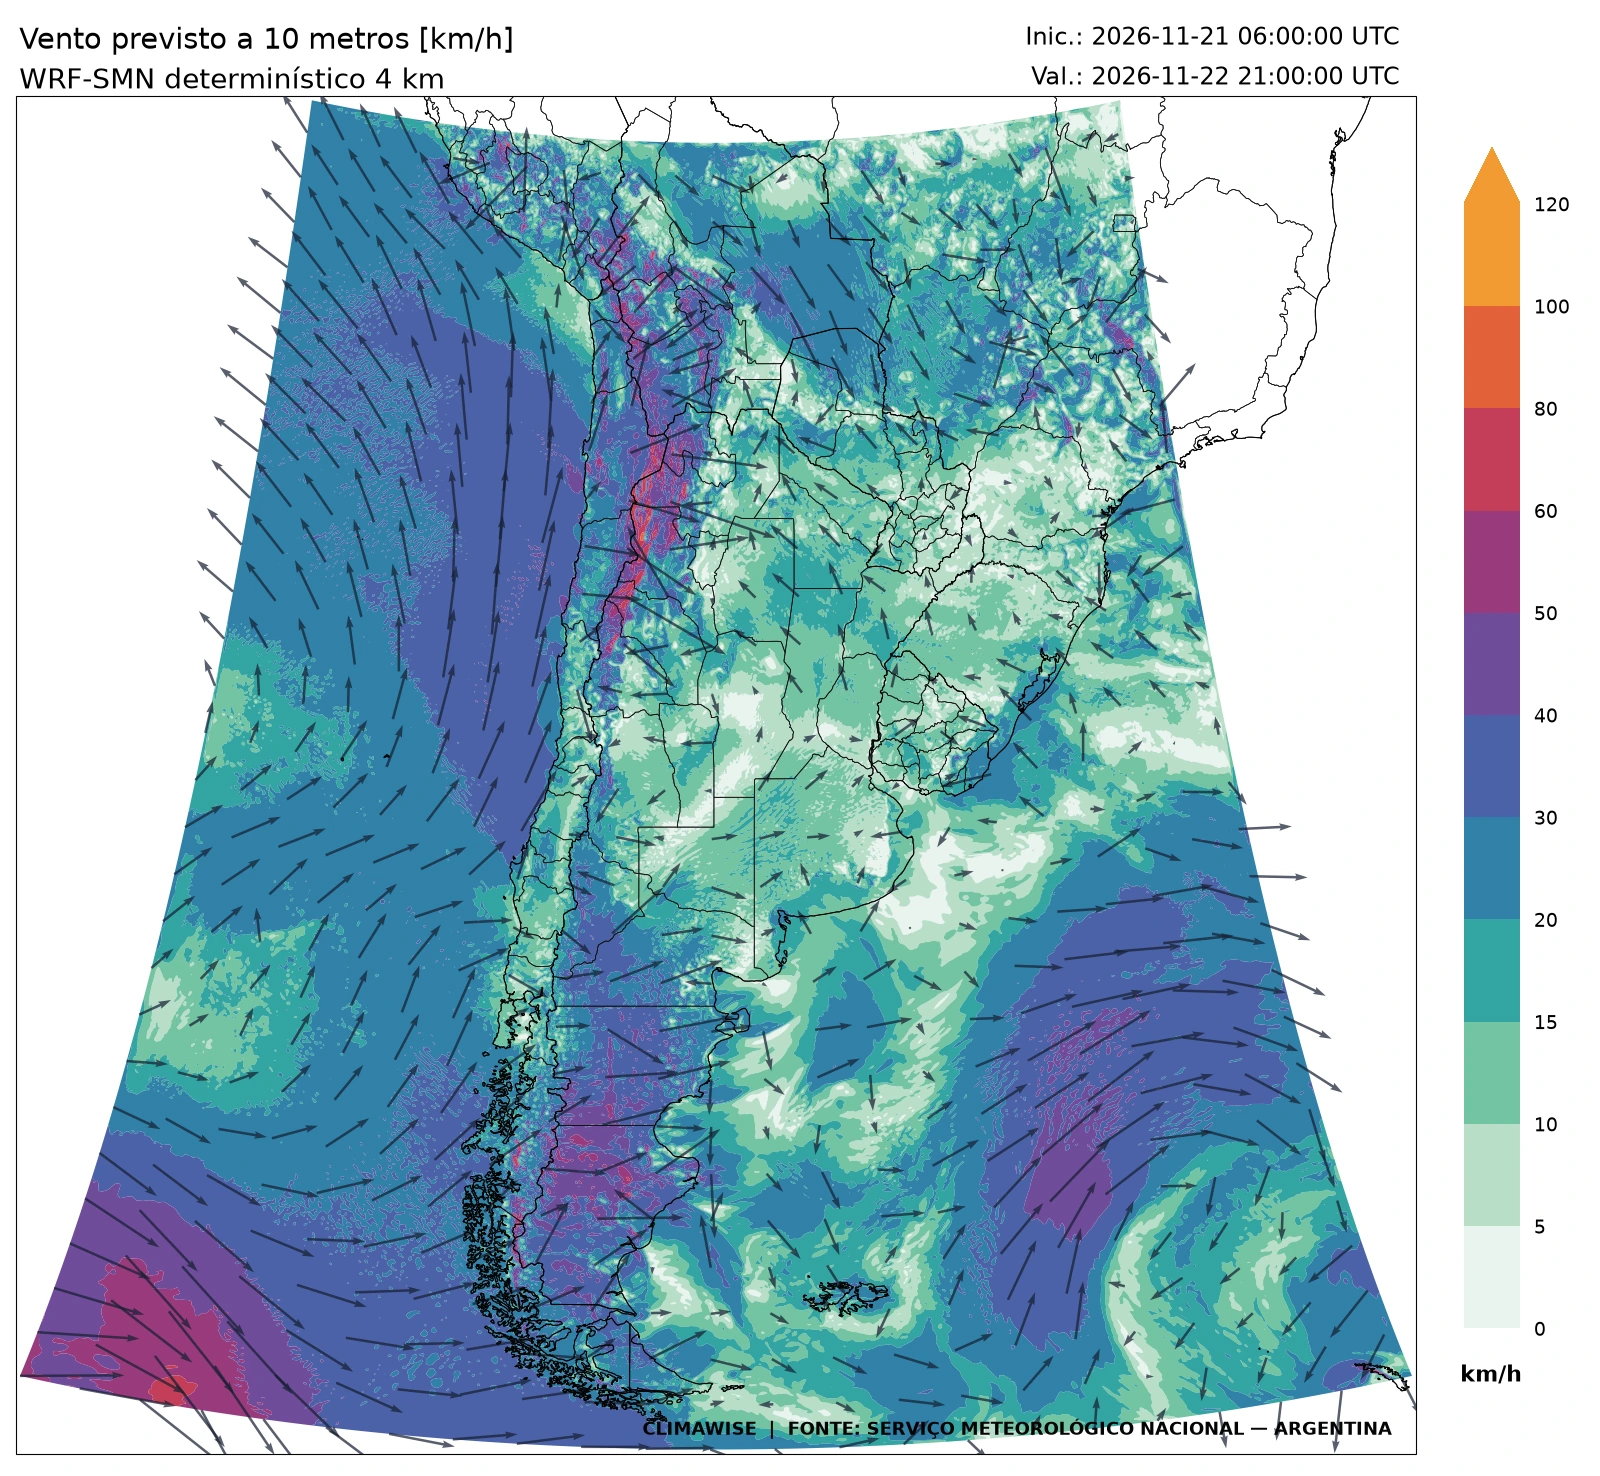 Vento previsto a 10 metros [km/h]
WRF-SMN determinístico 4 km
Inic.: 2026-11-21 06:00:00 UTC
Val.: 2026-11-22 21:00:00 UTC
120
100
80
60
50
40
30
20
15
10
5
0
km/h
CLIMAWISE | FONTE: SERVIÇO METEOROLÓGICO NACIONAL — ARGENTINA